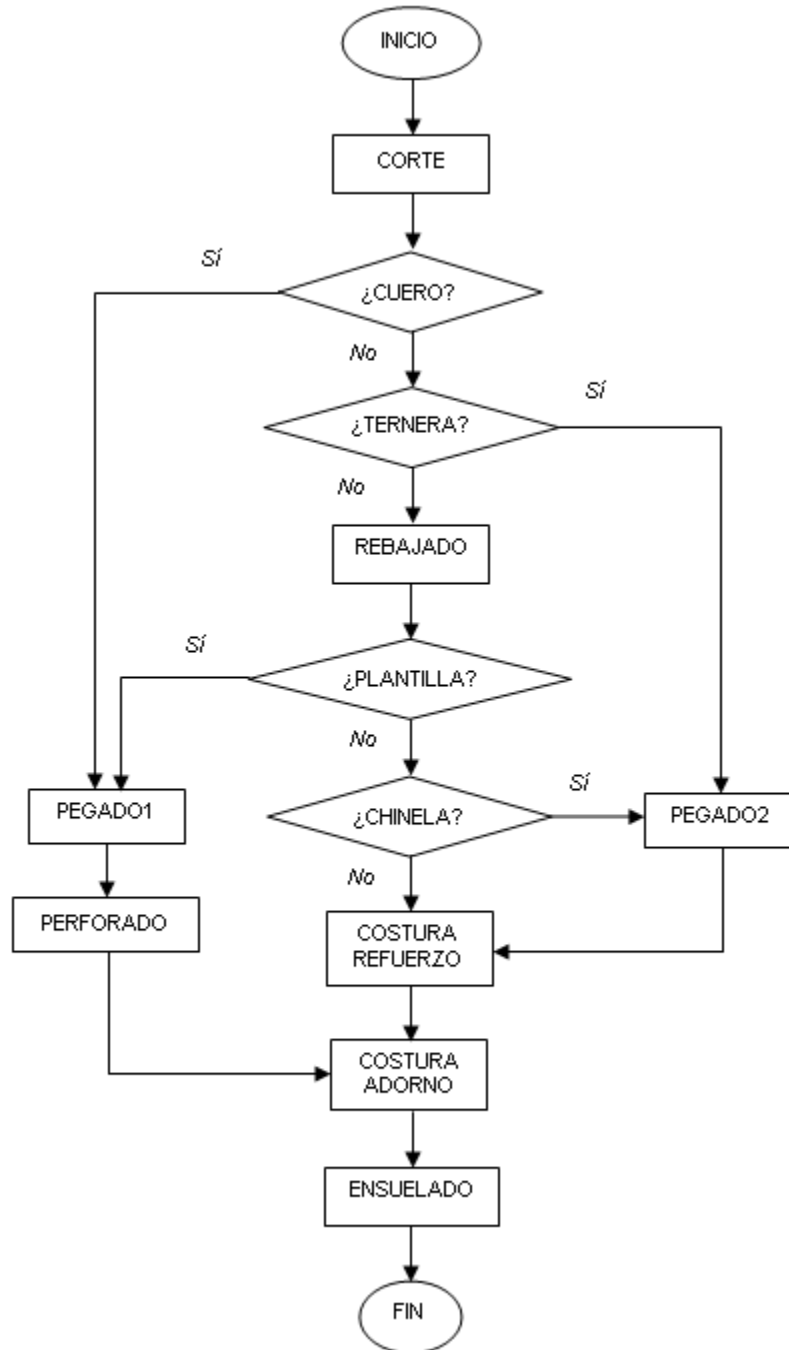 INICIO
CORTE
Sí
¿CUERO?
No
Sí
¿TERNERA?
No
REBAJADO
Sí
¿PLANTILLA?
No
Sí
PEGADO1
¿CHINELA?
PEGADO2
No
PERFORADO
COSTURA
REFUERZO
COSTURA
ADORNO
ENSUELADO
FIN